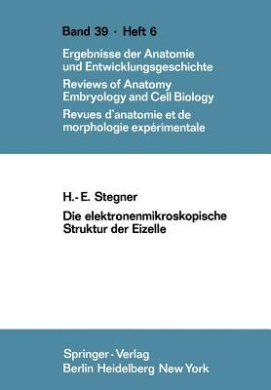 Band 39 · Heft 6
Ergebnisse der Anatomie
und Entwicklungsgeschichte
Reviews of Anatomy
Embryology and Cell Biology
Revues d'anatomie et de
morphologie expérimentale
H.-E. Stegner
Die elektronenmikroskopische
Struktur der Eizelle
Springer-Verlag
Berlin Heidelberg New York